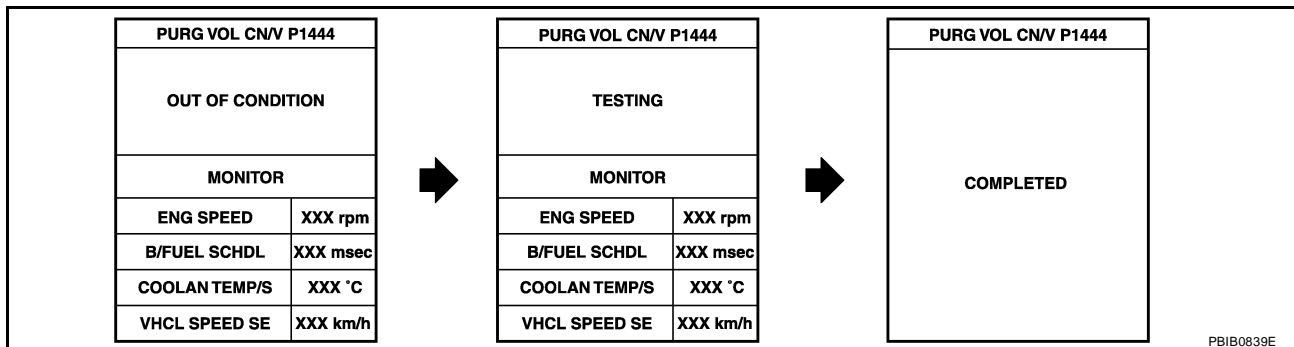 PURG VOL CN/V P1444
OUT OF CONDITION
MONITOR
ENG SPEED XXX rpm
B/FUEL SCHDL XXX msec
COOLAN TEMP/S XXX °C
VHCL SPEED SE XXX km/h
PURG VOL CN/V P1444
TESTING
MONITOR
ENG SPEED XXX rpm
B/FUEL SCHDL XXX msec
COOLAN TEMP/S XXX °C
VHCL SPEED SE XXX km/h
PURG VOL CN/V P1444
COMPLETED
PBIB0839E